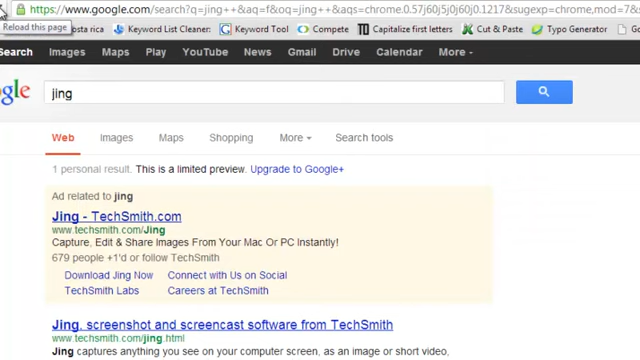 https://www.google.com/search?q=jing++&aq=f&oq=jing++&aqs=chrome.0.57j60j5j0j60j0.1217&sugexp=chrome,mod=7&s
Reload this page
osta rica Keyword List Cleaner: Keyword Tool Compete Capitalize first letters Cut & Paste Typo Generator Go
Search Images Maps Play YouTube News Gmail Drive Calendar More
gle jing
Web Images Maps Shopping More Search tools
1 personal result. This is a limited preview. Upgrade to Google+
Ad related to jing
Jing - TechSmith.com
www.techsmith.com/Jing
Capture, Edit & Share Images From Your Mac Or PC Instantly!
679 people +1'd or follow TechSmith
Download Jing Now Connect with Us on Social
TechSmith Labs Careers at TechSmith
Jing, screenshot and screencast software from TechSmith
www.techsmith.com/jing.html
Jing captures anything you see on your computer screen, as an image or short video,